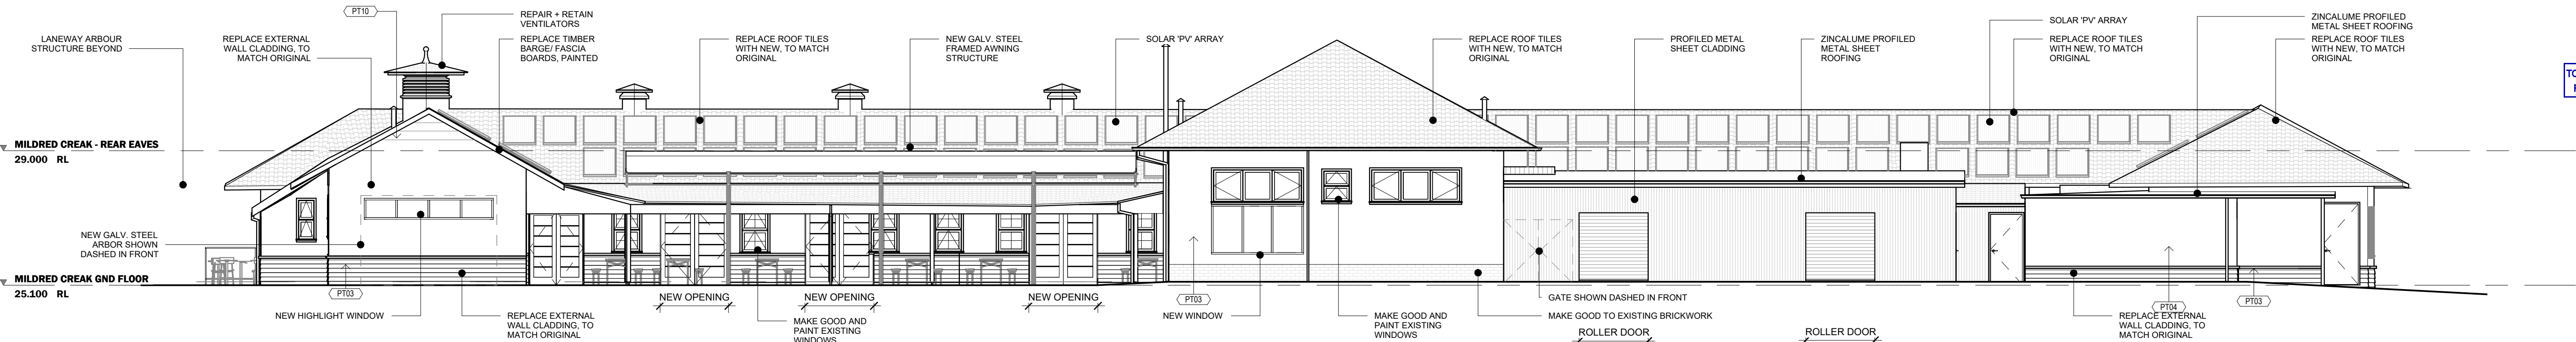 PT10
REPAIR + RETAIN
VENTILATORS
LANEWAY ARBOUR
STRUCTURE BEYOND
REPLACE EXTERNAL
WALL CLADDING, TO
MATCH ORIGINAL
REPLACE TIMBER
BARGE/ FASCIA
BOARDS, PAINTED
REPLACE ROOF TILES
WITH NEW, TO MATCH
ORIGINAL
NEW GALV. STEEL
FRAMED AWNING
STRUCTURE
SOLAR 'PV' ARRAY
REPLACE ROOF TILES
WITH NEW, TO MATCH
ORIGINAL
PROFILED METAL
SHEET CLADDING
ZINCALUME PROFILED
METAL SHEET
ROOFING
SOLAR 'PV' ARRAY
REPLACE ROOF TILES
WITH NEW, TO MATCH
ORIGINAL
ZINCALUME PROFILED
METAL SHEET ROOFING
REPLACE ROOF TILES
WITH NEW, TO MATCH
ORIGINAL
MILDRED CREAK - REAR EAVES
29.000 RL
NEW GALV. STEEL
ARBOR SHOWN
DASHED IN FRONT
MILDRED CREAK GND FLOOR
25.100 RL
PT03
NEW HIGHLIGHT WINDOW
REPLACE EXTERNAL
WALL CLADDING, TO
MATCH ORIGINAL
NEW OPENING
MAKE GOOD AND
PAINT EXISTING
WINDOWS
NEW OPENING
NEW OPENING
PT03
NEW WINDOW
MAKE GOOD AND
PAINT EXISTING
WINDOWS
GATE SHOWN DASHED IN FRONT
MAKE GOOD TO EXISTING BRICKWORK
ROLLER DOOR
ROLLER DOOR
PT04
REPLACE EXTERNAL
WALL CLADDING, TO
MATCH ORIGINAL
PT03